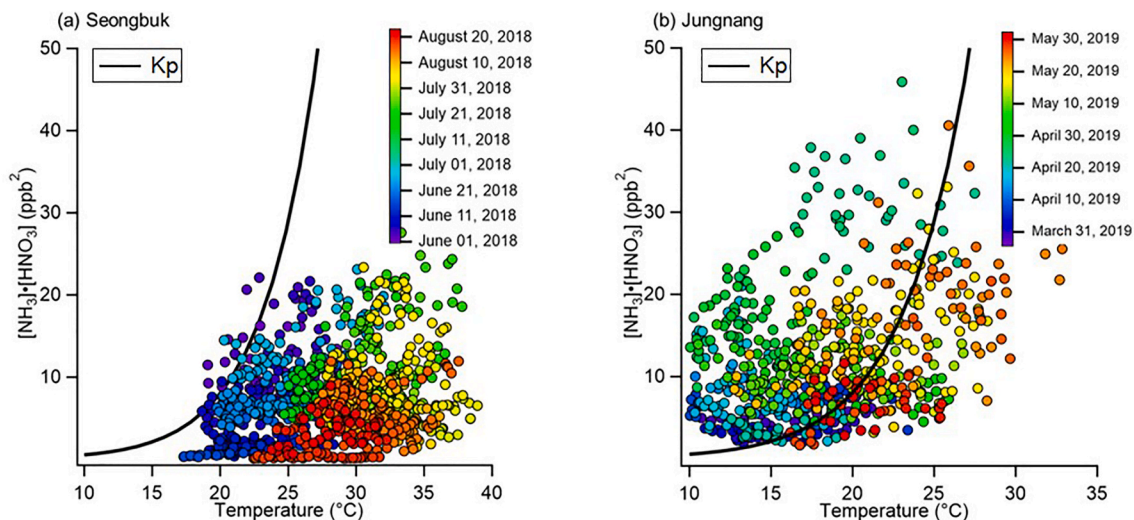 (a) Seongbuk
50
40
30
20
10
[NH3]•[HNO3] (ppb2)
Kp
August 20, 2018
August 10, 2018
July 31, 2018
July 21, 2018
July 11, 2018
July 01, 2018
June 21, 2018
June 11, 2018
June 01, 2018
10 15 20 25 30 35 40
Temperature (°C)
(b) Jungnang
50
40
30
20
10
[NH3]•[HNO3] (ppb2)
Kp
May 30, 2019
May 20, 2019
May 10, 2019
April 30, 2019
April 20, 2019
April 10, 2019
March 31, 2019
10 15 20 25 30 35
Temperature (°C)